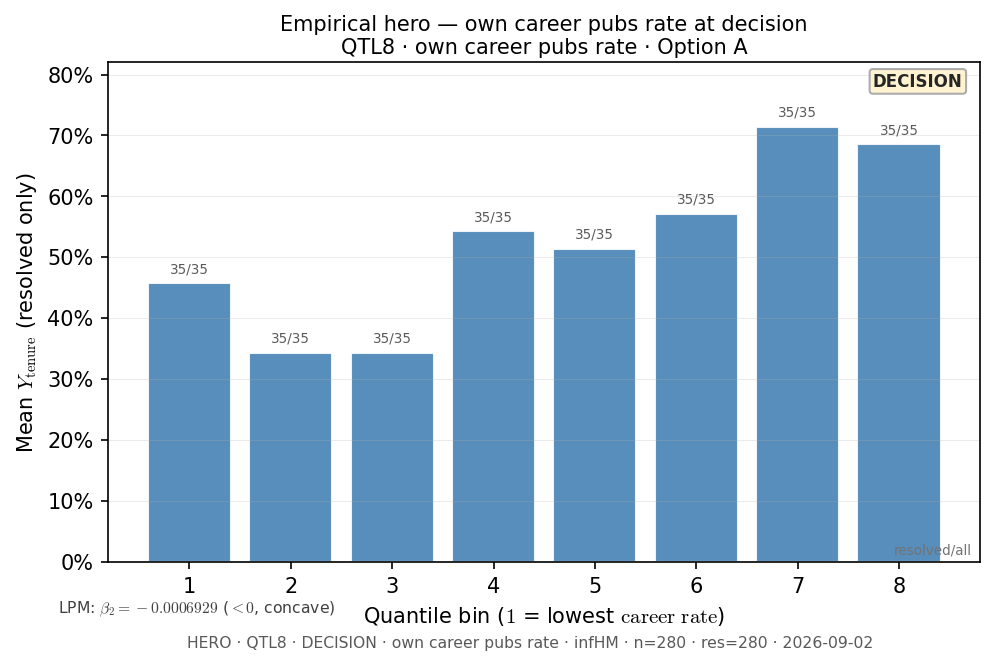 Empirical hero — own career pubs rate at decision
QTL8 · own career pubs rate · Option A
DECISION
Mean Y_tenure (resolved only)
80%
70%
60%
50%
40%
30%
20%
10%
0%
35/35
35/35
35/35
35/35
35/35
35/35
35/35
35/35
resolved/all
1 2 3 4 5 6 7 8
LPM: β₂ = −0.0006929 (<0, concave)
Quantile bin (1 = lowest career rate)
HERO · QTL8 · DECISION · own career pubs rate · infHM · n=280 · res=280 · 2026-09-02